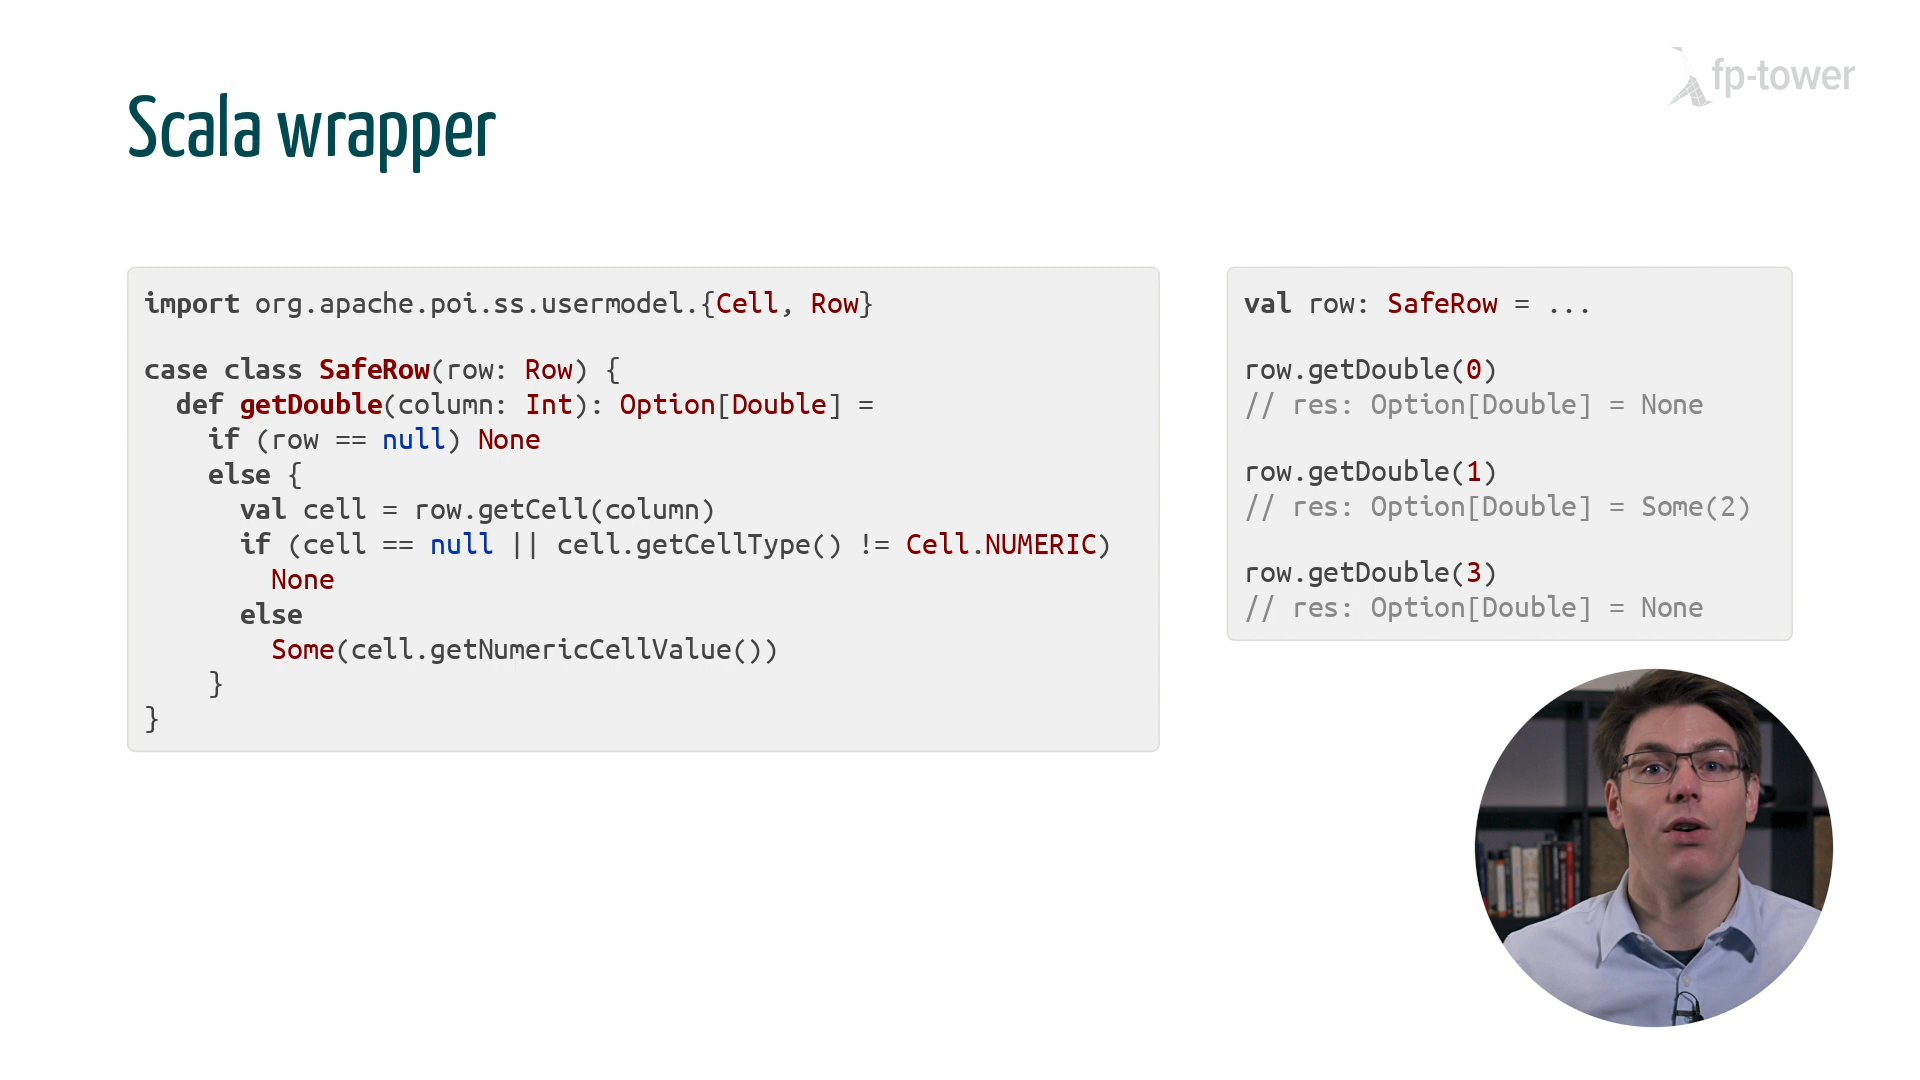 fp-tower
Scala wrapper
import org.apache.poi.ss.usermodel.{Cell, Row}
case class SafeRow(row: Row) {
  def getDouble(column: Int): Option[Double] =
    if (row == null) None
    else {
      val cell = row.getCell(column)
      if (cell == null || cell.getCellType() != Cell.NUMERIC)
        None
      else
        Some(cell.getNumericCellValue())
    }
}
val row: SafeRow = ...
row.getDouble(0)
// res: Option[Double] = None
row.getDouble(1)
// res: Option[Double] = Some(2)
row.getDouble(3)
// res: Option[Double] = None